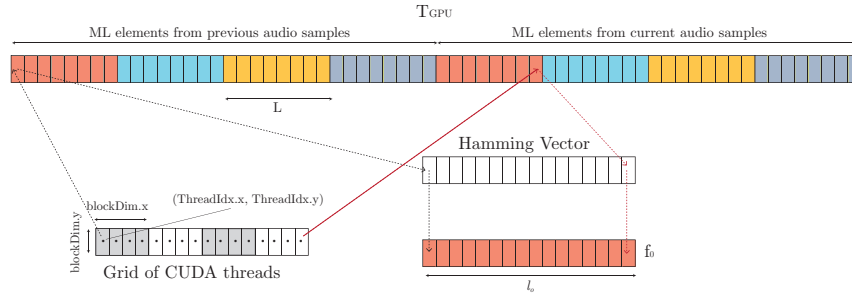 TGPU
ML elements from previous audio samples
ML elements from current audio samples
L
Hamming Vector
(ThreadIdx.x, ThreadIdx.y)
blockDim.x
blockDim.y
f0
Grid of CUDA threads
lo